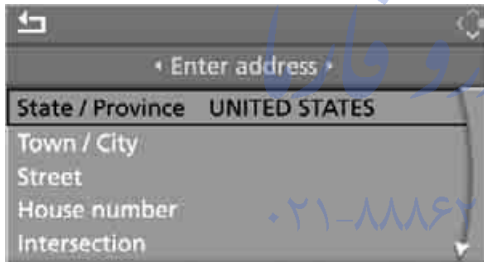 Enter address
State / Province UNITED STATES
Town / City
Street
House number
Intersection